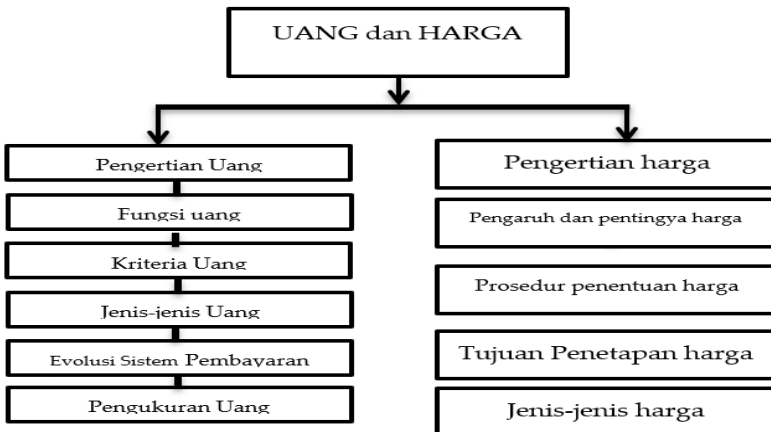 UANG dan HARGA
Pengertian Uang
Fungsi uang
Kriteria Uang
Jenis-jenis Uang
Evolusi Sistem Pembayaran
Pengukuran Uang
Pengertian harga
Pengaruh dan pentingya harga
Prosedur penentuan harga
Tujuan Penetapan harga
Jenis-jenis harga